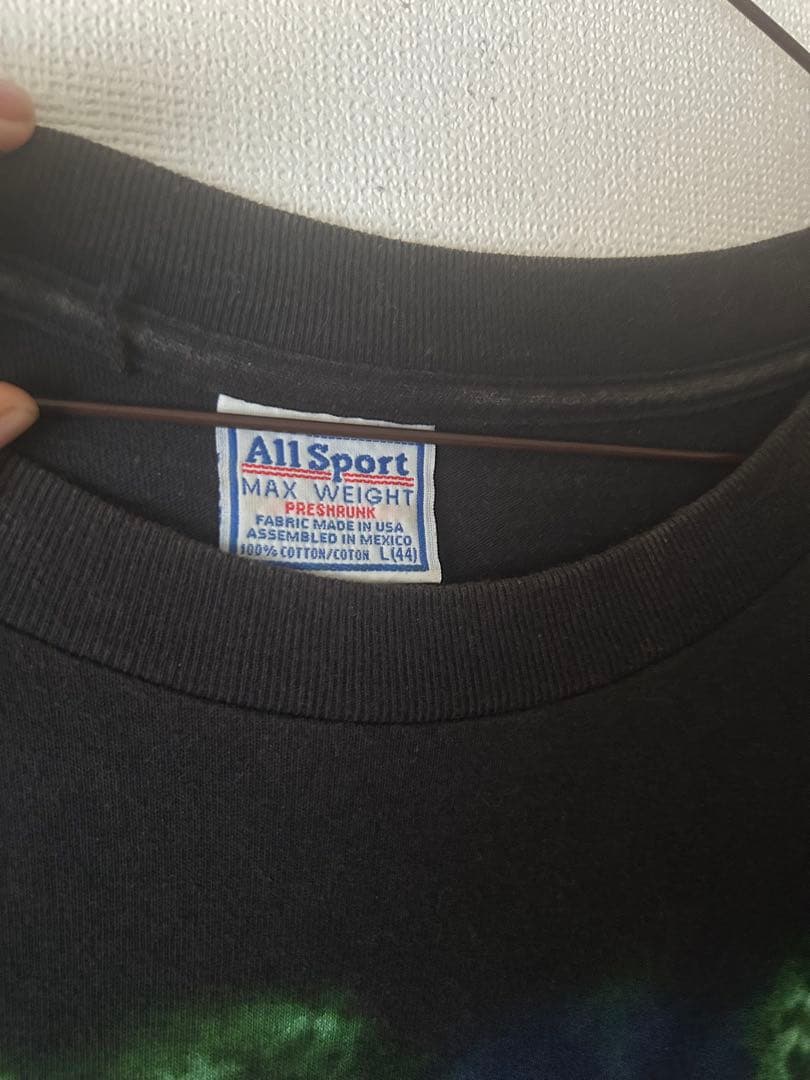 All Sport
MAX WEIGHT
PRESHRUNK
FABRIC MADE IN USA
ASSEMBLED IN MEXICO
100% COTTON/COTON L(44)